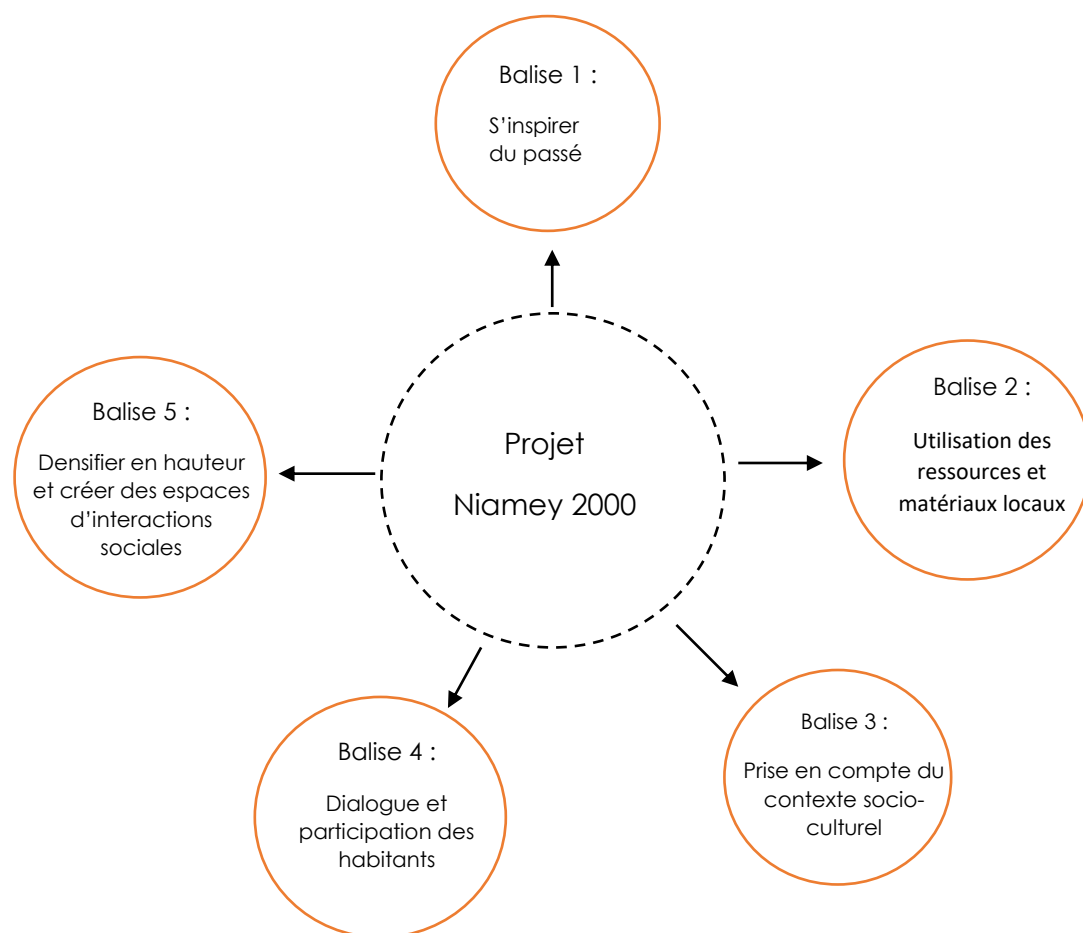 Balise 1 :
S’inspirer
du passé
Balise 2 :
Utilisation des
ressources et
matériaux locaux
Balise 5 :
Densifier en hauteur
et créer des espaces
d’interactions
sociales
Projet
Niamey 2000
Balise 3 :
Prise en compte du
contexte socio-
culturel
Balise 4 :
Dialogue et
participation des
habitants